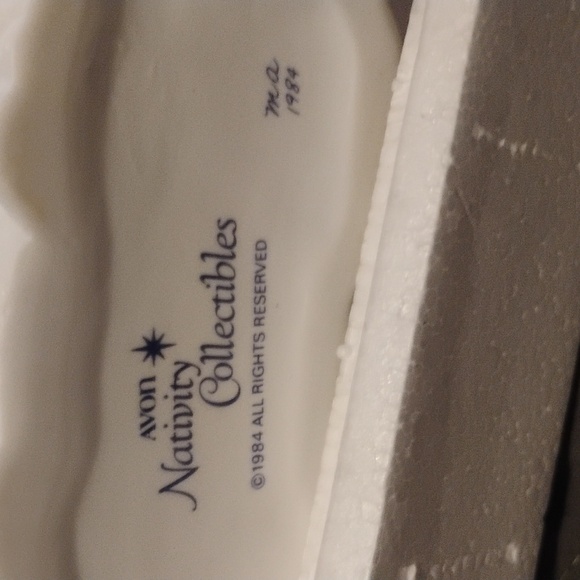 AVON
Nativity
Collectibles
©1984 ALL RIGHTS RESERVED
ma
1984